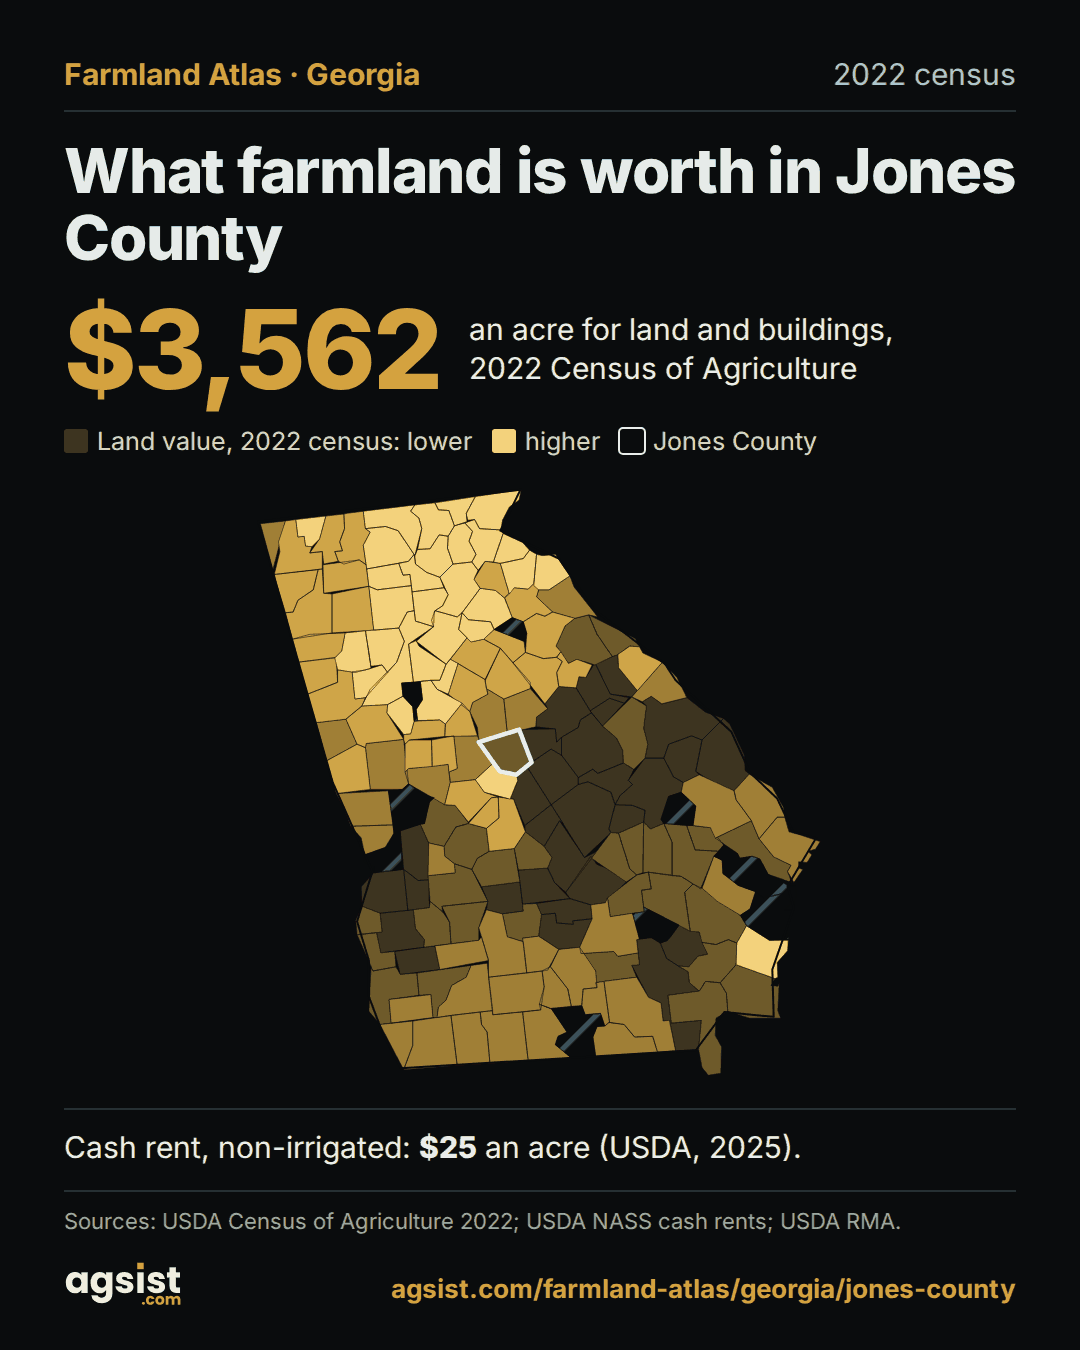 Farmland Atlas · Georgia
2022 census
What farmland is worth in Jones
County
$3,562
an acre for land and buildings,
2022 Census of Agriculture
Land value, 2022 census: lower
higher
Jones County
Cash rent, non-irrigated: $25 an acre (USDA, 2025).
Sources: USDA Census of Agriculture 2022; USDA NASS cash rents; USDA RMA.
agsist
.com
agsist.com/farmland-atlas/georgia/jones-county